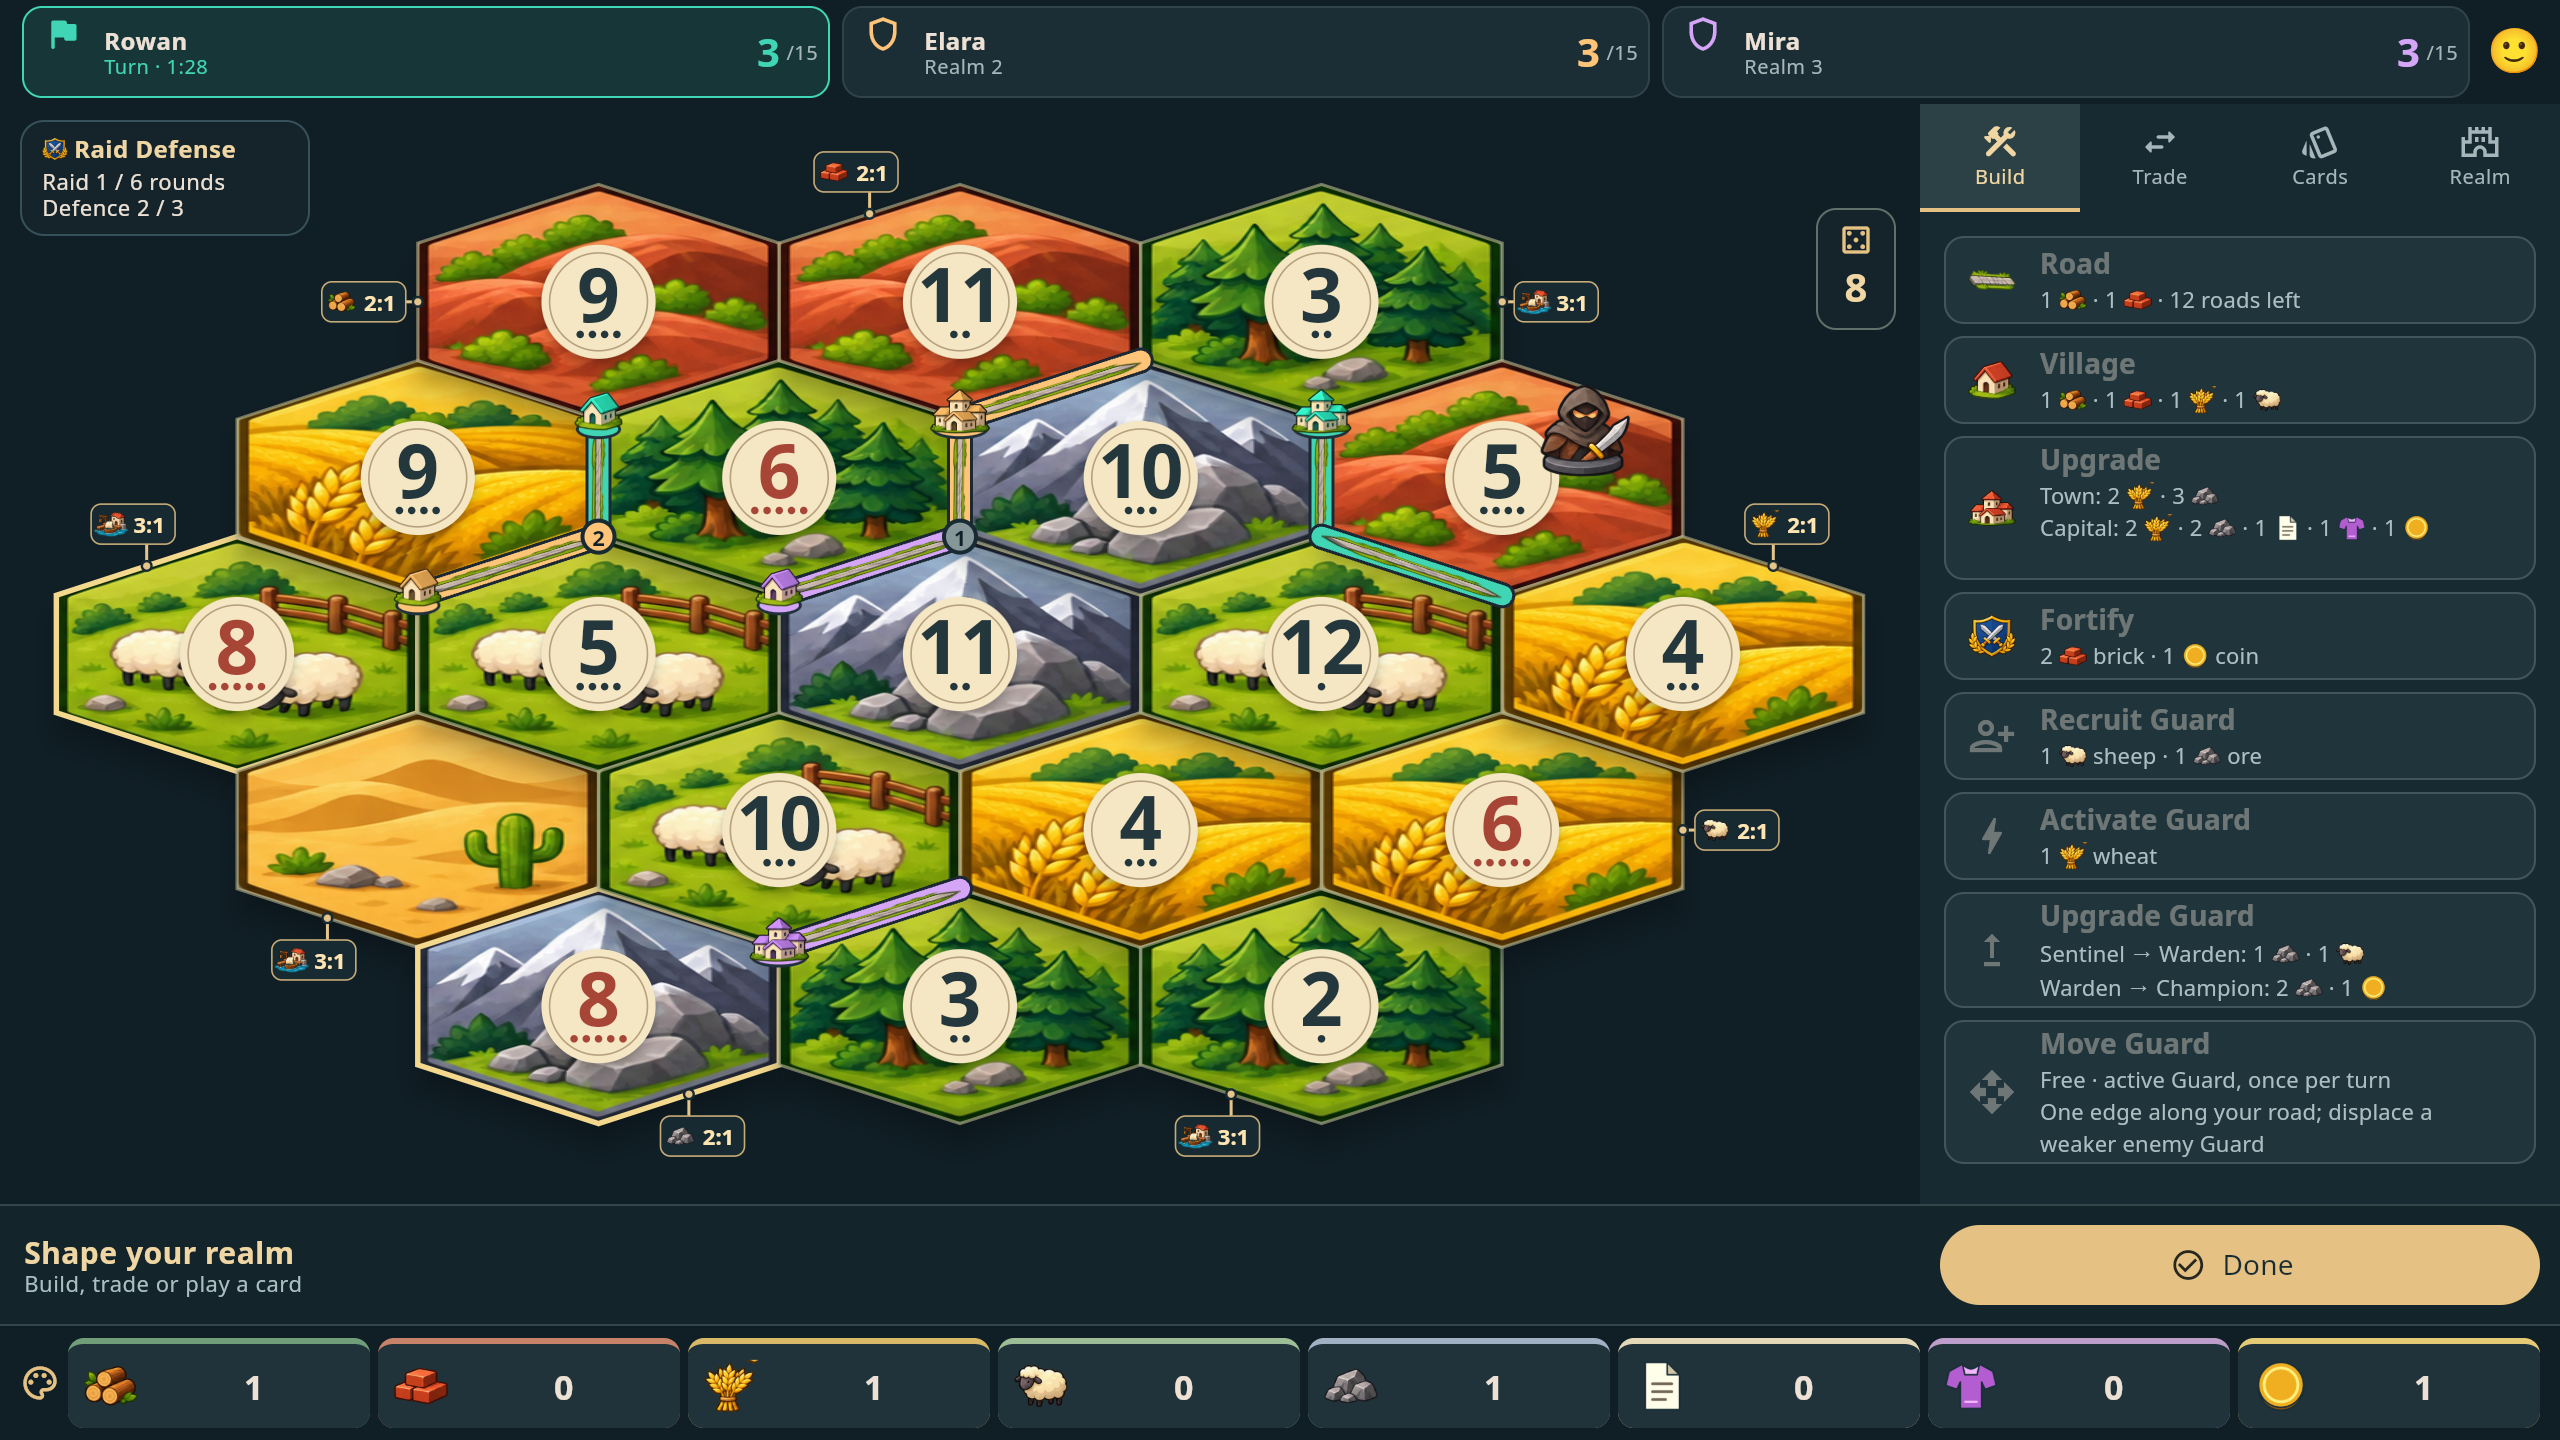 Rowan
Turn · 1:28
3 /15
Elara
Realm 2
3 /15
Mira
Realm 3
3 /15
Raid Defense
Raid 1 / 6 rounds
Defence 2 / 3
Build
Trade
Cards
Realm
8
2:1
2:1
3:1
3:1
2:1
2:1
3:1
2:1
3:1
9
11
3
9
6
10
5
2
1
8
5
11
12
4
10
4
6
8
3
2
Road
1 · 1 · 12 roads left
Village
1 · 1 · 1 · 1
Upgrade
Town: 2 · 3
Capital: 2 · 2 · 1 · 1 · 1
Fortify
2 brick · 1 coin
Recruit Guard
1 sheep · 1 ore
Activate Guard
1 wheat
Upgrade Guard
Sentinel → Warden: 1 · 1
Warden → Champion: 2 · 1
Move Guard
Free · active Guard, once per turn
One edge along your road; displace a
weaker enemy Guard
Shape your realm
Build, trade or play a card
Done
1
0
1
0
1
0
0
1